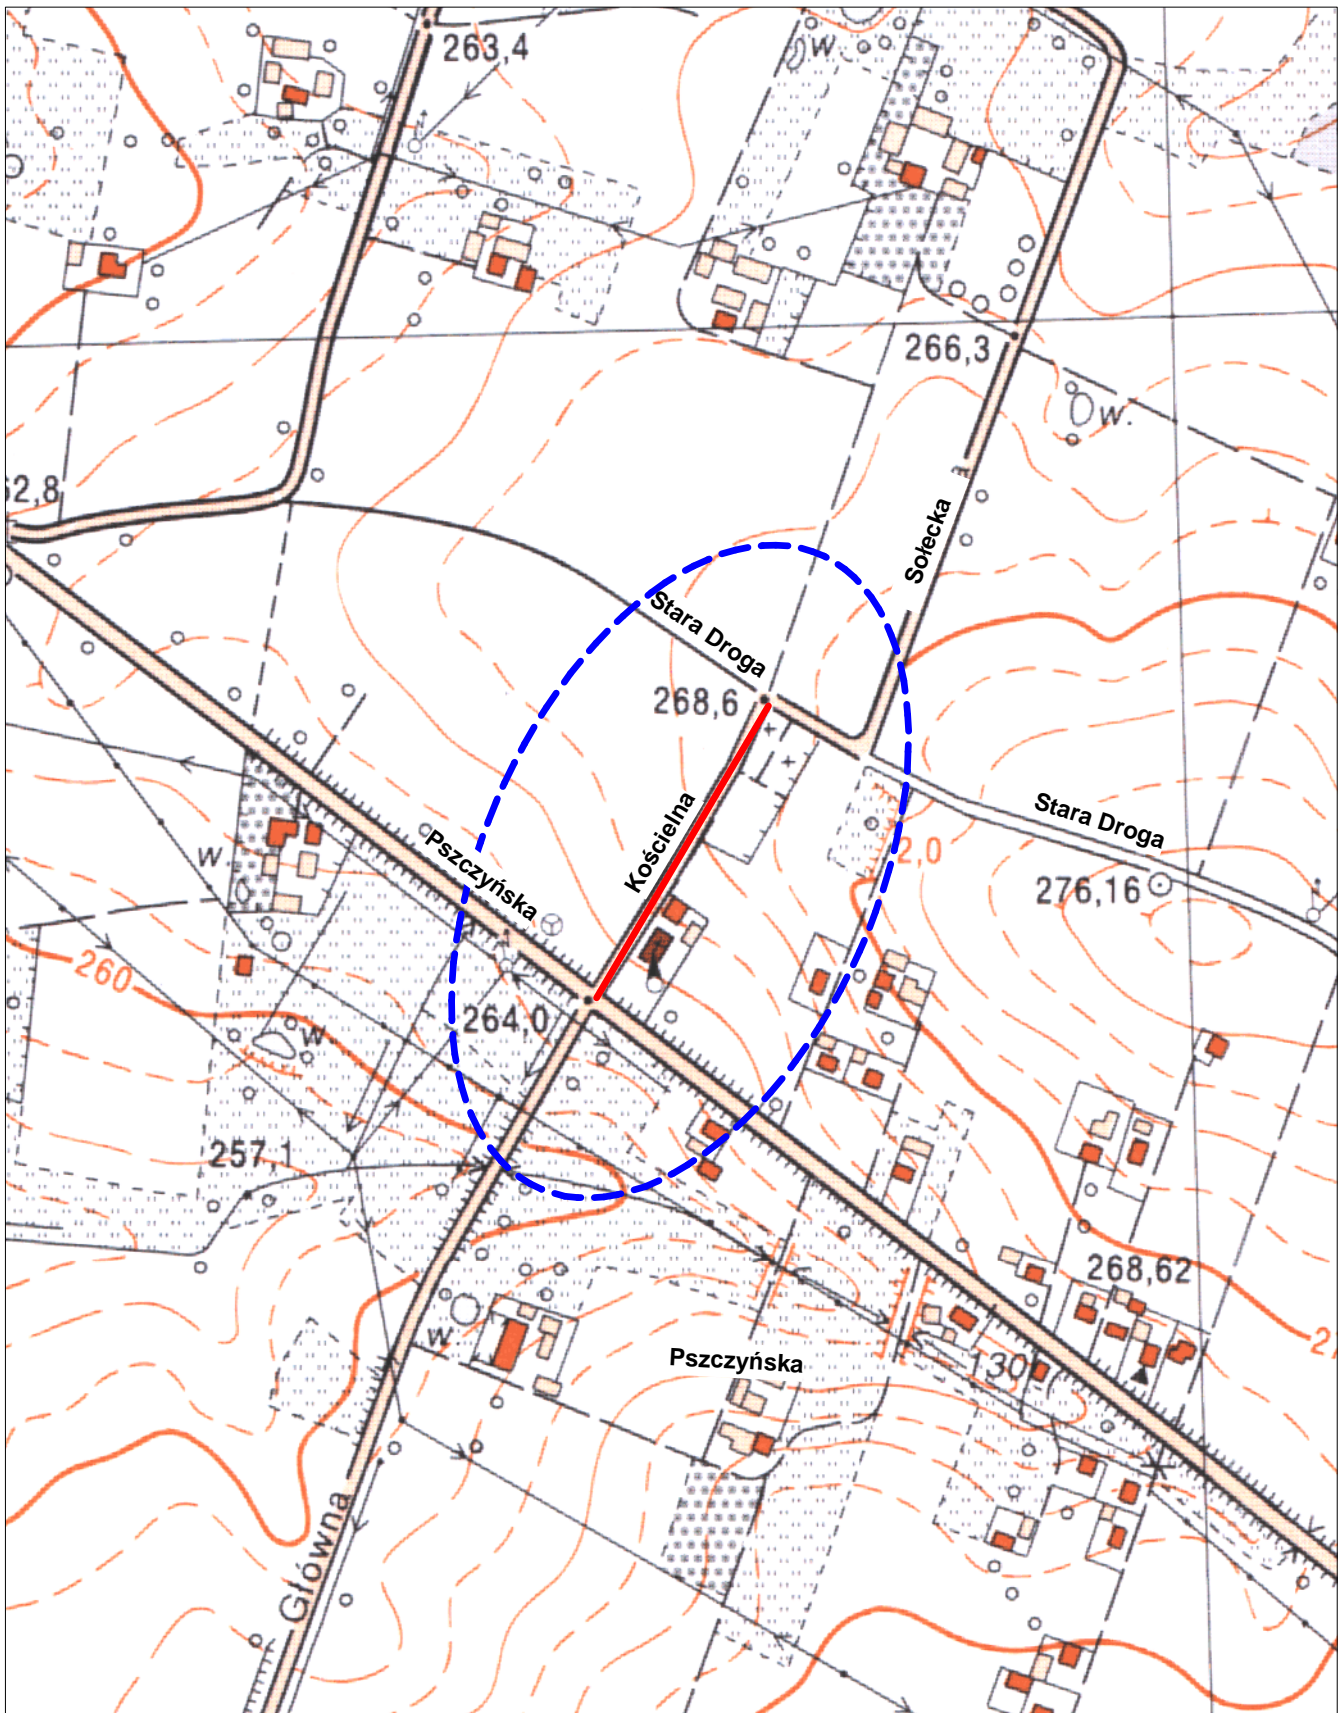 263,4
W
266,3
W.
62,8
Sołecka
Stara Droga
268,6
Stara Droga
Kościelna
Pszczyńska
2,0
W.
276,16
260
264,0
W.
257,1
268,62
W
Pszczyńska
130
2
Główna